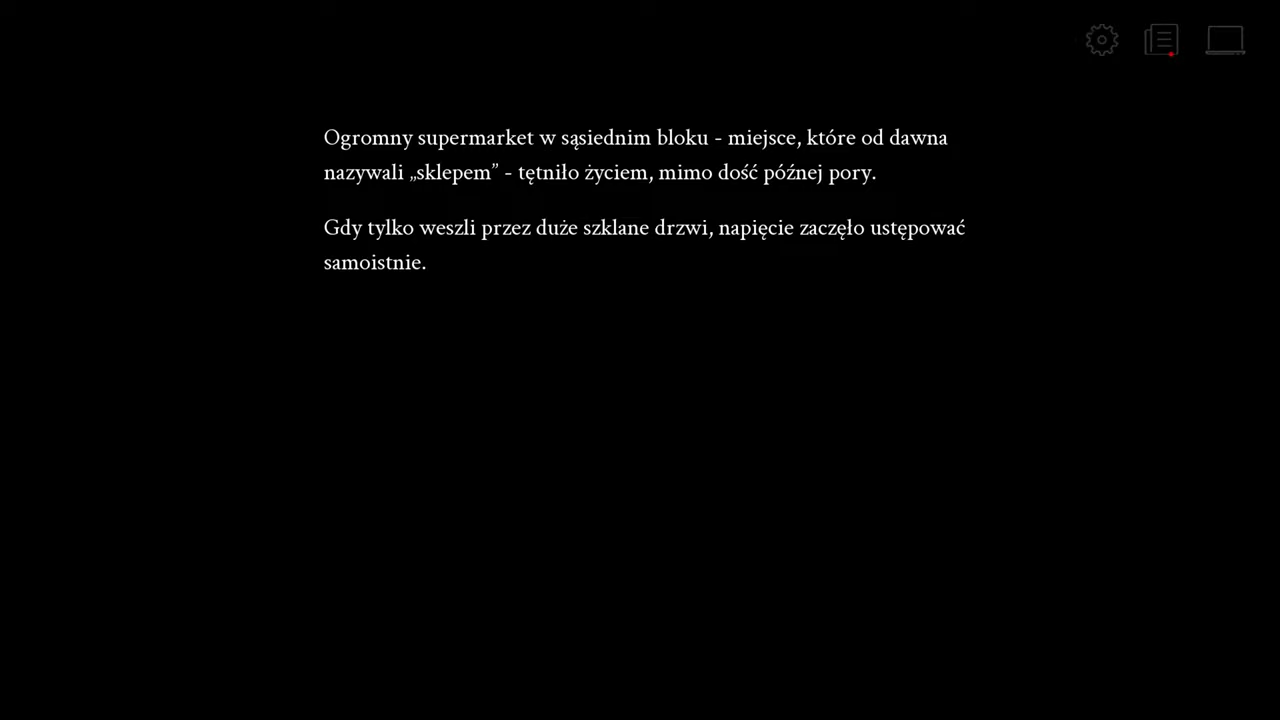 Ogromny supermarket w sąsiednim bloku - miejsce, które od dawna
nazywali „sklepem” - tętniło życiem, mimo dość późnej pory.
Gdy tylko weszli przez duże szklane drzwi, napięcie zaczęło ustępować
samoistnie.